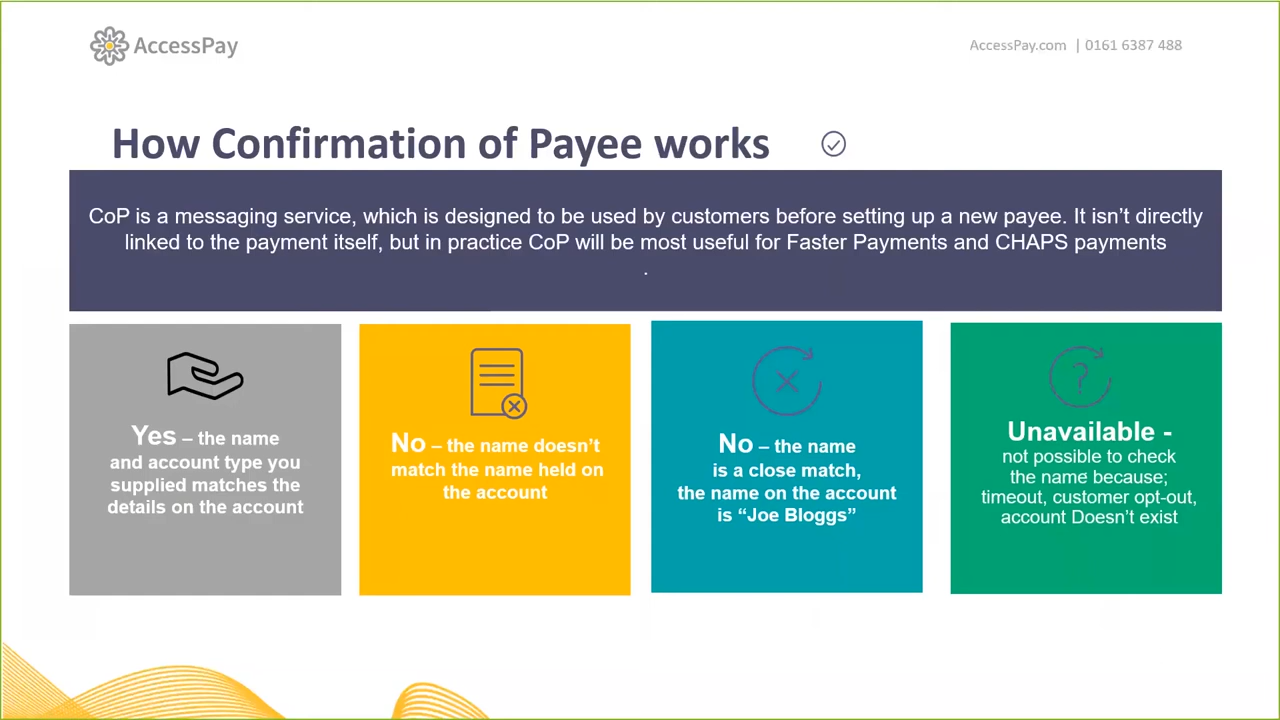 AccessPay
AccessPay.com | 0161 6387 488
How Confirmation of Payee works
CoP is a messaging service, which is designed to be used by customers before setting up a new payee. It isn’t directly
linked to the payment itself, but in practice CoP will be most useful for Faster Payments and CHAPS payments
.
Yes – the name
and account type you
supplied matches the
details on the account
No – the name doesn’t
match the name held on
the account
No – the name
is a close match,
the name on the account
is “Joe Bloggs”
?
Unavailable -
not possible to check
the name because;
timeout, customer opt-out,
account Doesn’t exist